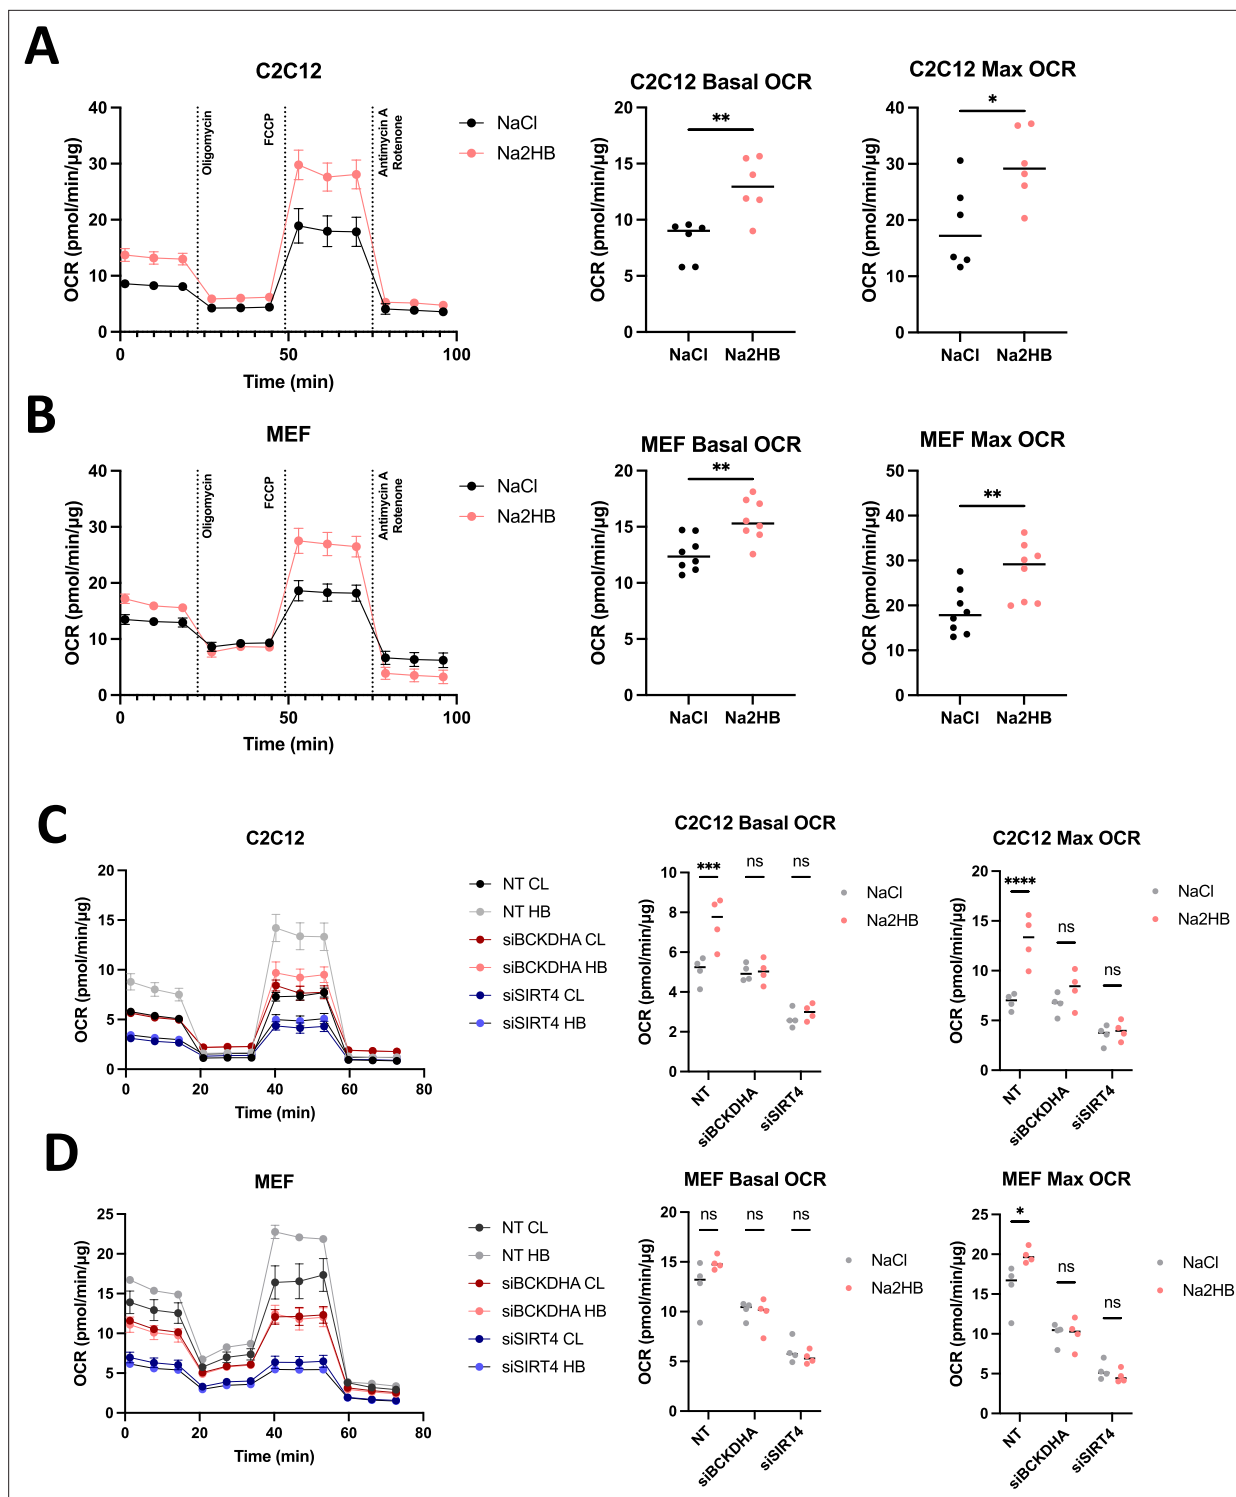 A
C2C12
OCR (pmol/min/µg)
40
30
20
10
0
0
50
100
Time (min)
Oligomycin
FCCP
Antimycin A
Rotenone
NaCl
Na2HB
C2C12 Basal OCR
OCR (pmol/min/µg)
20
15
10
5
0
**
NaCl
Na2HB
C2C12 Max OCR
OCR (pmol/min/µg)
40
30
20
10
0
*
NaCl
Na2HB
B
MEF
OCR (pmol/min/µg)
40
30
20
10
0
0
50
100
Time (min)
Oligomycin
FCCP
Antimycin A
Rotenone
NaCl
Na2HB
MEF Basal OCR
OCR (pmol/min/µg)
20
15
10
5
0
**
NaCl
Na2HB
MEF Max OCR
OCR (pmol/min/µg)
50
40
30
20
10
0
**
NaCl
Na2HB
C
C2C12
OCR (pmol/min/µg)
20
15
10
5
0
0
20
40
60
80
Time (min)
NT CL
NT HB
siBCKDHA CL
siBCKDHA HB
siSIRT4 CL
siSIRT4 HB
C2C12 Basal OCR
OCR (pmol/min/µg)
10
8
6
4
2
0
***
ns
ns
NT
siBCKDHA
siSIRT4
NaCl
Na2HB
C2C12 Max OCR
OCR (pmol/min/µg)
20
15
10
5
0
****
ns
ns
NT
siBCKDHA
siSIRT4
NaCl
Na2HB
D
MEF
OCR (pmol/min/µg)
25
20
15
10
5
0
0
20
40
60
80
Time (min)
NT CL
NT HB
siBCKDHA CL
siBCKDHA HB
siSIRT4 CL
siSIRT4 HB
MEF Basal OCR
OCR (pmol/min/µg)
20
15
10
5
0
ns
ns
ns
NT
siBCKDHA
siSIRT4
NaCl
Na2HB
MEF Max OCR
OCR (pmol/min/µg)
25
20
15
10
5
0
*
ns
ns
NT
siBCKDHA
siSIRT4
NaCl
Na2HB